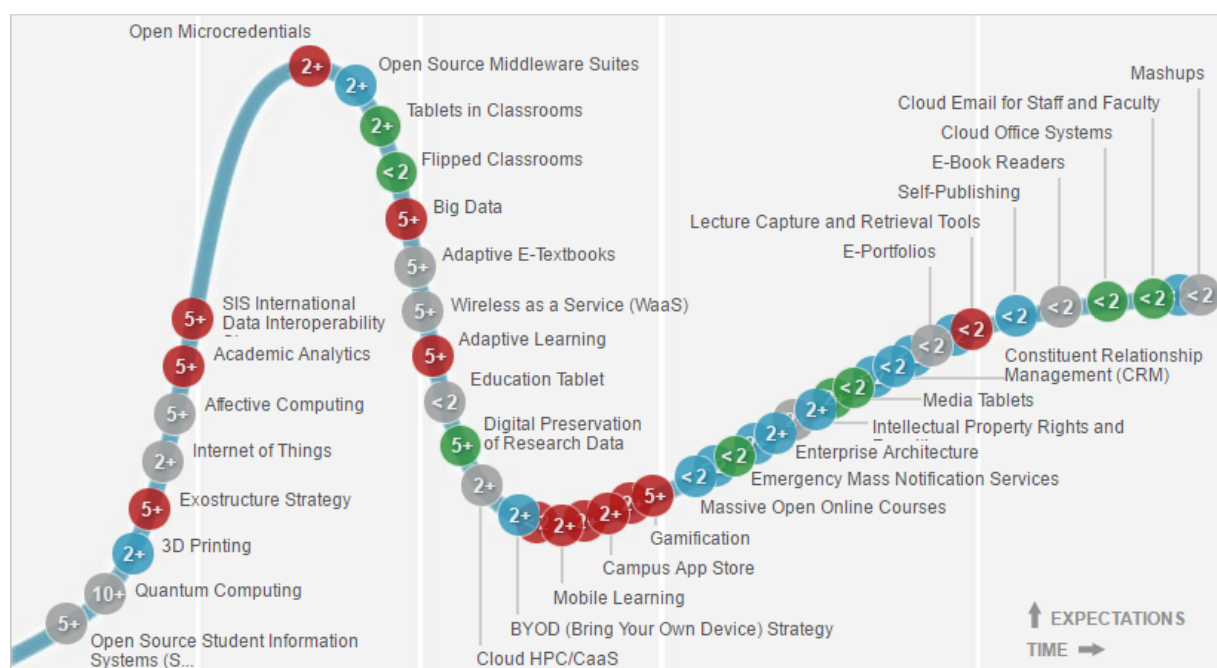 Open Microcredentials
2+
2+
Open Source Middleware Suites
2+
Tablets in Classrooms
< 2
Flipped Classrooms
5+
Big Data
5+
Adaptive E-Textbooks
5+
Wireless as a Service (WaaS)
5+
SIS International
Data Interoperability
5+
Adaptive Learning
5+
Academic Analytics
< 2
Education Tablet
5+
Affective Computing
5+
Digital Preservation
of Research Data
2+
Internet of Things
2+
5+
Exostructure Strategy
2+
3D Printing
10+
Quantum Computing
5+
Open Source Student Information
Systems (S...
Cloud HPC/CaaS
2+
BYOD (Bring Your Own Device) Strategy
2+
Mobile Learning
2+
Campus App Store
5+
Gamification
< 2
Massive Open Online Courses
< 2
Emergency Mass Notification Services
2+
Enterprise Architecture
2+
Intellectual Property Rights and
< 2
Media Tablets
< 2
Constituent Relationship
Management (CRM)
< 2
E-Portfolios
< 2
Lecture Capture and Retrieval Tools
< 2
Self-Publishing
< 2
E-Book Readers
< 2
Cloud Office Systems
< 2
Cloud Email for Staff and Faculty
< 2
Mashups
EXPECTATIONS
TIME